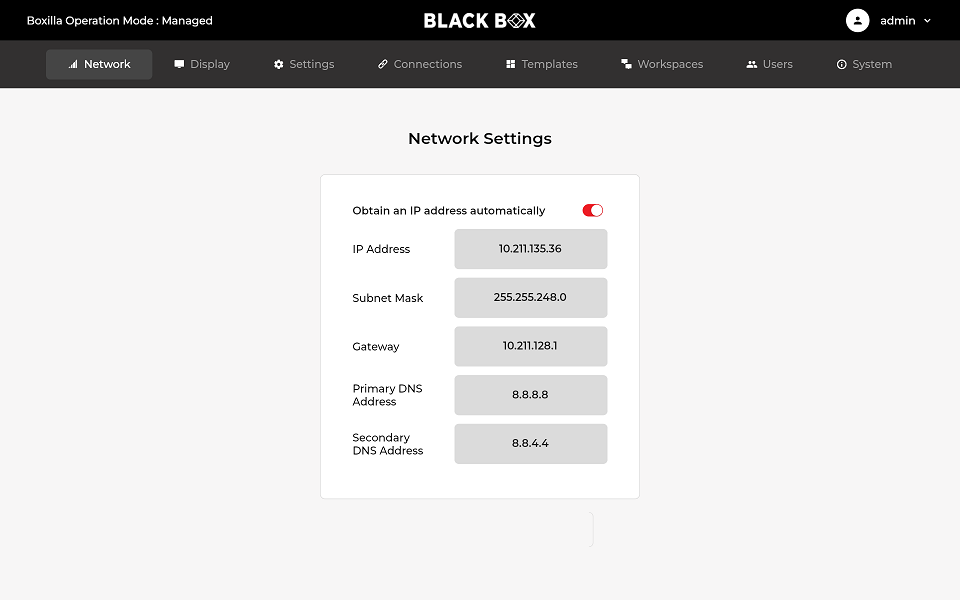 Boxilla Operation Mode : Managed
BLACK BOX
admin
Network
Display
Settings
Connections
Templates
Workspaces
Users
System
Network Settings
Obtain an IP address automatically
IP Address
10.211.135.36
Subnet Mask
255.255.248.0
Gateway
10.211.128.1
Primary DNS
Address
8.8.8.8
Secondary
DNS Address
8.8.4.4